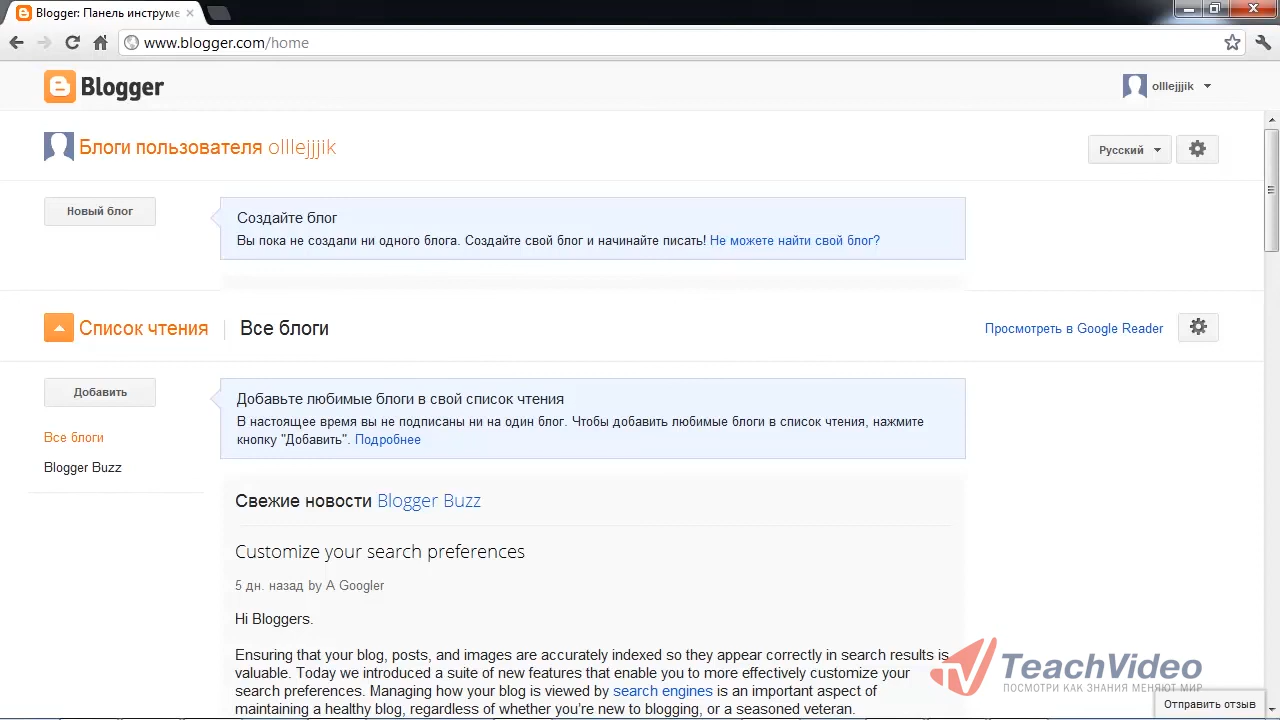 Blogger: Панель инструме
www.blogger.com/home
Blogger
olllejjjik
Блоги пользователя olllejjjik
Русский
Новый блог
Создайте блог
Вы пока не создали ни одного блога. Создайте свой блог и начинайте писать! Не можете найти свой блог?
Список чтения
Все блоги
Просмотреть в Google Reader
Добавить
Добавьте любимые блоги в свой список чтения
В настоящее время вы не подписаны ни на один блог. Чтобы добавить любимые блоги в список чтения, нажмите
кнопку "Добавить". Подробнее
Все блоги
Blogger Buzz
Свежие новости Blogger Buzz
Customize your search preferences
5 дн. назад by A Googler
Hi Bloggers.
Ensuring that your blog, posts, and images are accurately indexed so they appear correctly in search results is
valuable. Today we introduced a suite of new features that enable you to more effectively customize your
search preferences. Managing how your blog is viewed by search engines is an important aspect of
maintaining a healthy blog, regardless of whether you're new to blogging, or a seasoned veteran.
TeachVideo
ПОСМОТРИ КАК ЗНАНИЯ МЕНЯЮТ МИР
Отправить отзыв